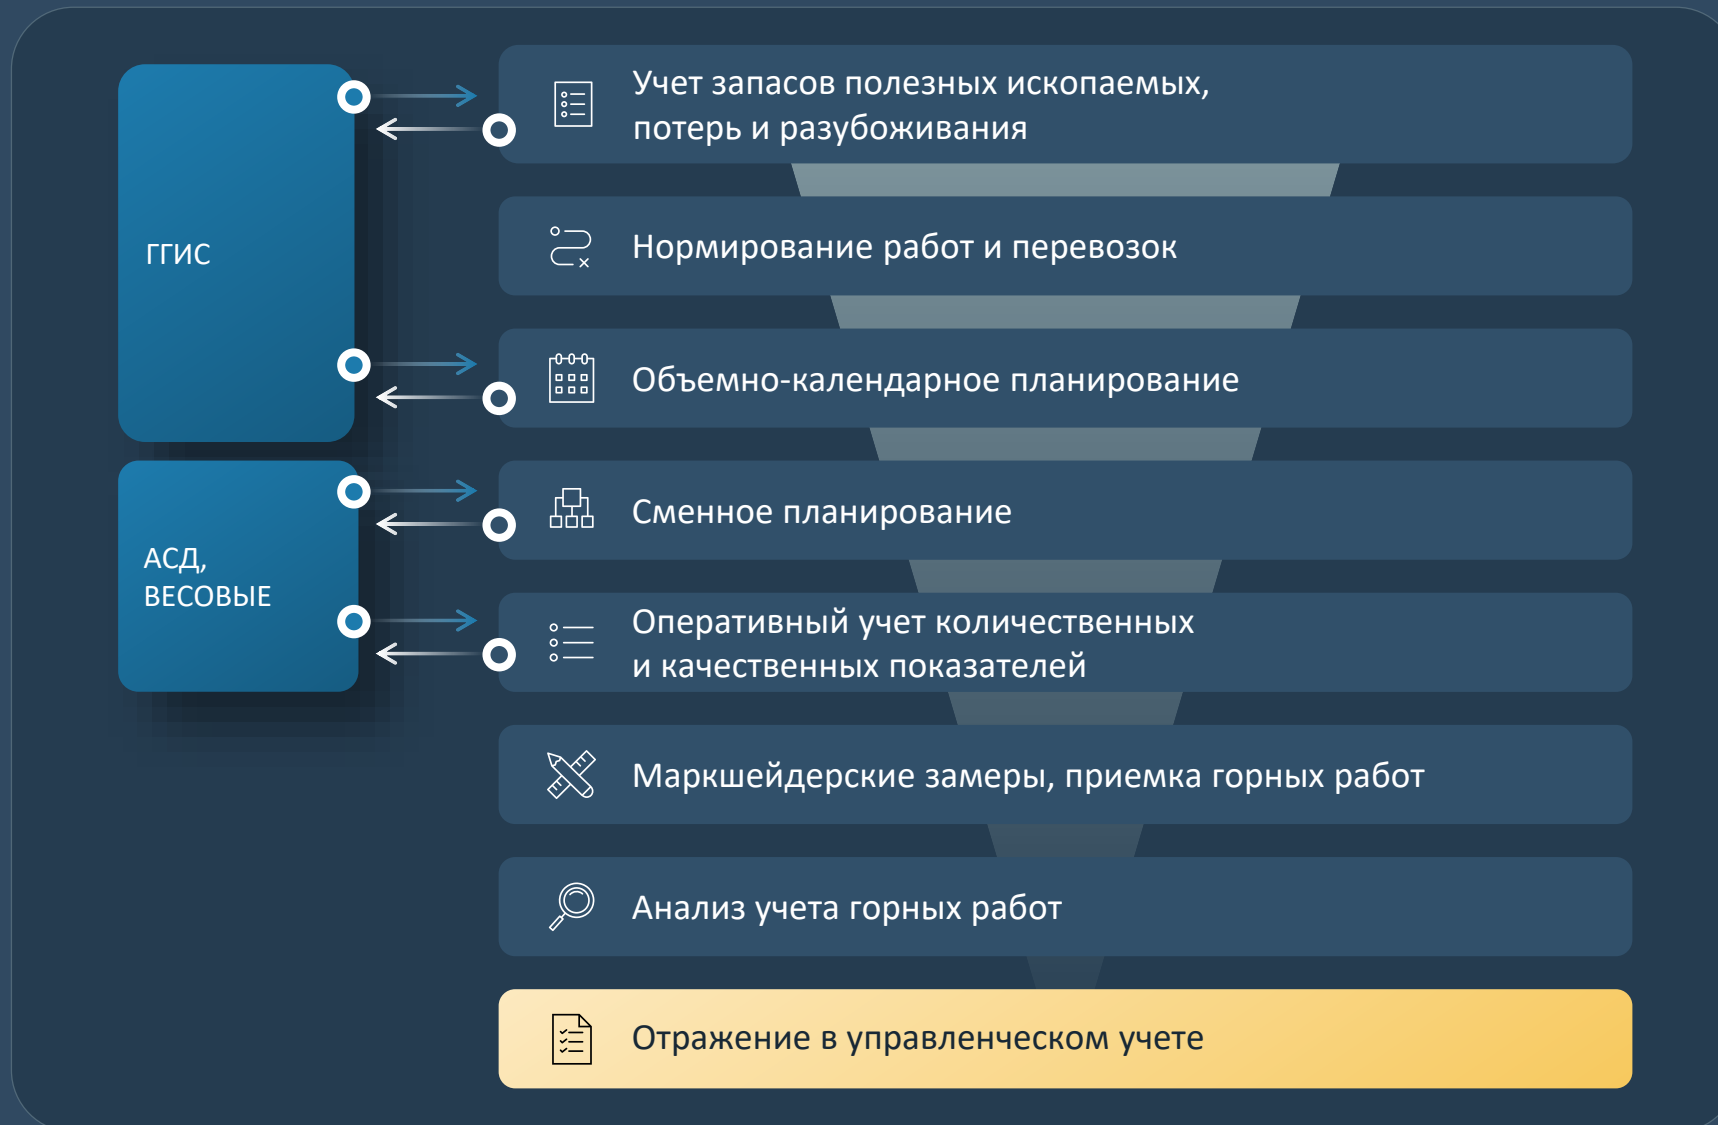 ГГИС
АСД,
ВЕСОВЫЕ
Учет запасов полезных ископаемых,
потерь и разубоживания
Нормирование работ и перевозок
Объемно-календарное планирование
Сменное планирование
Оперативный учет количественных
и качественных показателей
Маркшейдерские замеры, приемка горных работ
Анализ учета горных работ
Отражение в управленческом учете